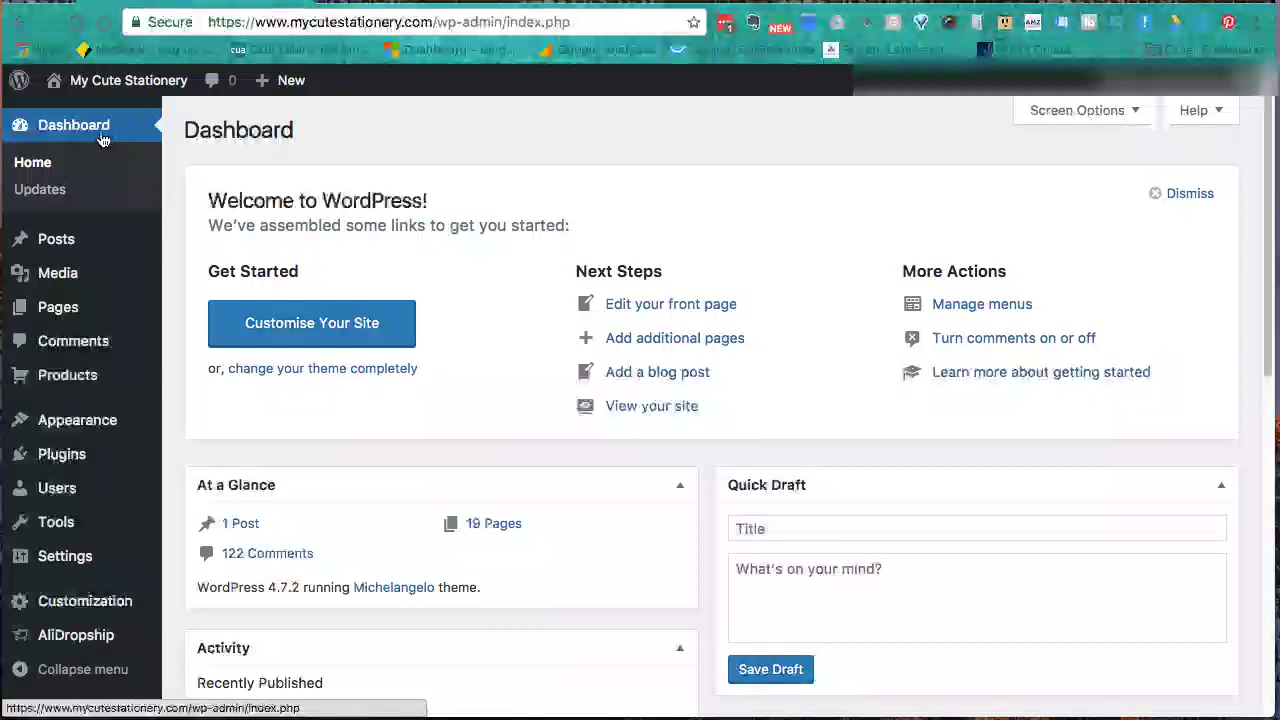 Secure https://www.mycutestationery.com/wp-admin/index.php
1
NEW
AMZ
My Cute Stationery 0 New
Dashboard
Home
Updates
Posts
Media
Pages
Comments
Products
Appearance
Plugins
Users
Tools
Settings
Customization
AliDropship
Collapse menu
Dashboard
Screen Options
Help
Welcome to WordPress!
We've assembled some links to get you started:
Dismiss
Get Started
Customise Your Site
or, change your theme completely
Next Steps
Edit your front page
Add additional pages
Add a blog post
View your site
More Actions
Manage menus
Turn comments on or off
Learn more about getting started
At a Glance
1 Post
19 Pages
122 Comments
WordPress 4.7.2 running Michelangelo theme.
Activity
Recently Published
Quick Draft
Title
What's on your mind?
Save Draft
https://www.mycutestationery.com/wp-admin/index.php